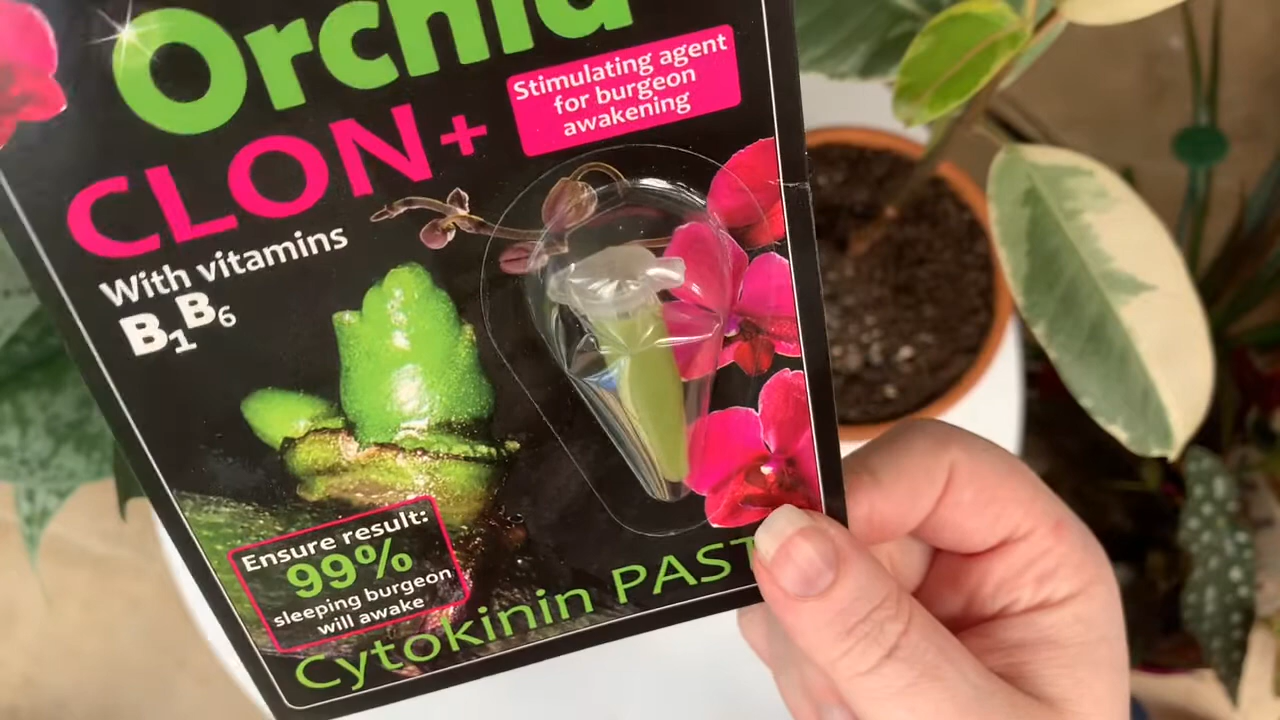 Orchid
CLON+
Stimulating agent
for burgeon
awakening
With vitamins
B1B6
Ensure result:
99%
sleeping burgeon
will awake
Cytokinin PAST